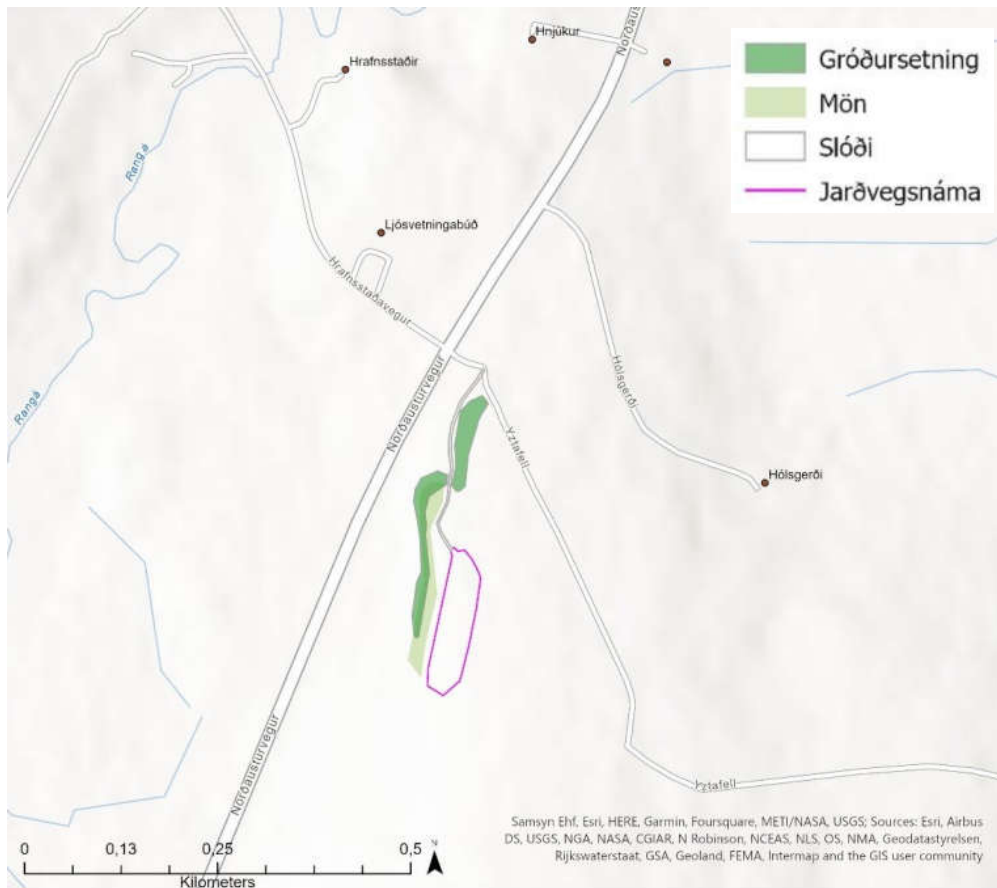 Hnjúkur
Norðaus
Hrafnsstaðir
Gróðursetning
Mön
Slóði
Jarðvegsnáma
Rangá
Ljósvetningabúð
Hrafnsstaðavegur
Norðausturvegur
Hólsgerði
Rangá
Yztafell
Hólsgerði
Norðausturvegur
Yztafell
Samsyn Ehf, Esri, HERE, Garmin, Foursquare, METI/NASA, USGS; Sources: Esri, Airbus
DS, USGS, NGA, NASA, CGIAR, N Robinson, NCEAS, NLS, OS, NMA, Geodatastyrelsen,
Rijkswaterstaat, GSA, Geoland, FEMA, Intermap and the GIS user community
0 0,13 0,25 0,5
Kilometers
N